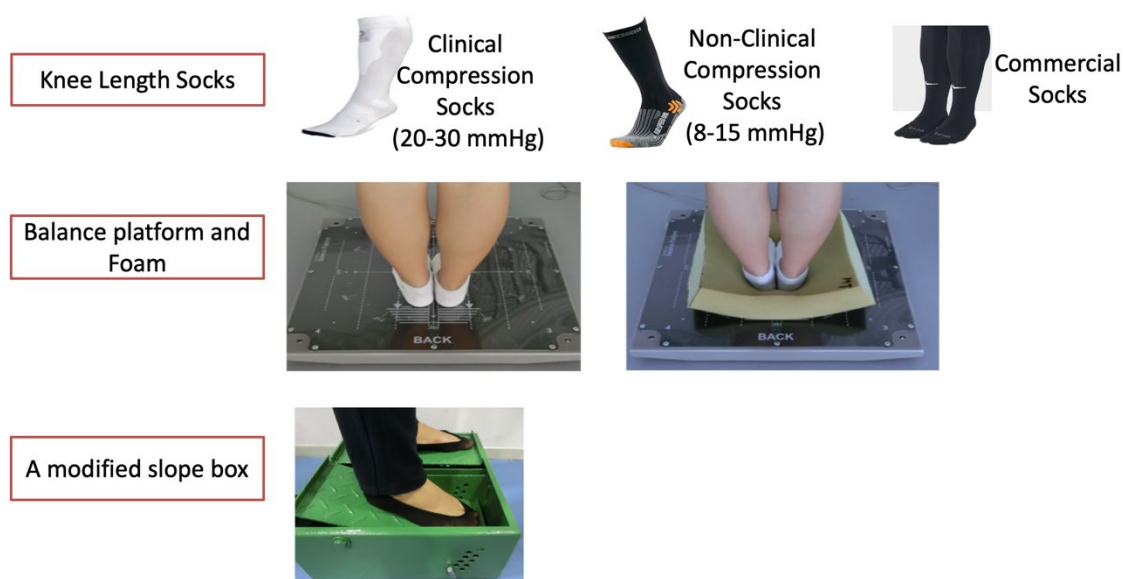 Knee Length Socks
Clinical
Compression
Socks
(20-30 mmHg)
Non-Clinical
Compression
Socks
(8-15 mmHg)
Commercial
Socks
Balance platform and
Foam
BACK
BACK
A modified slope box